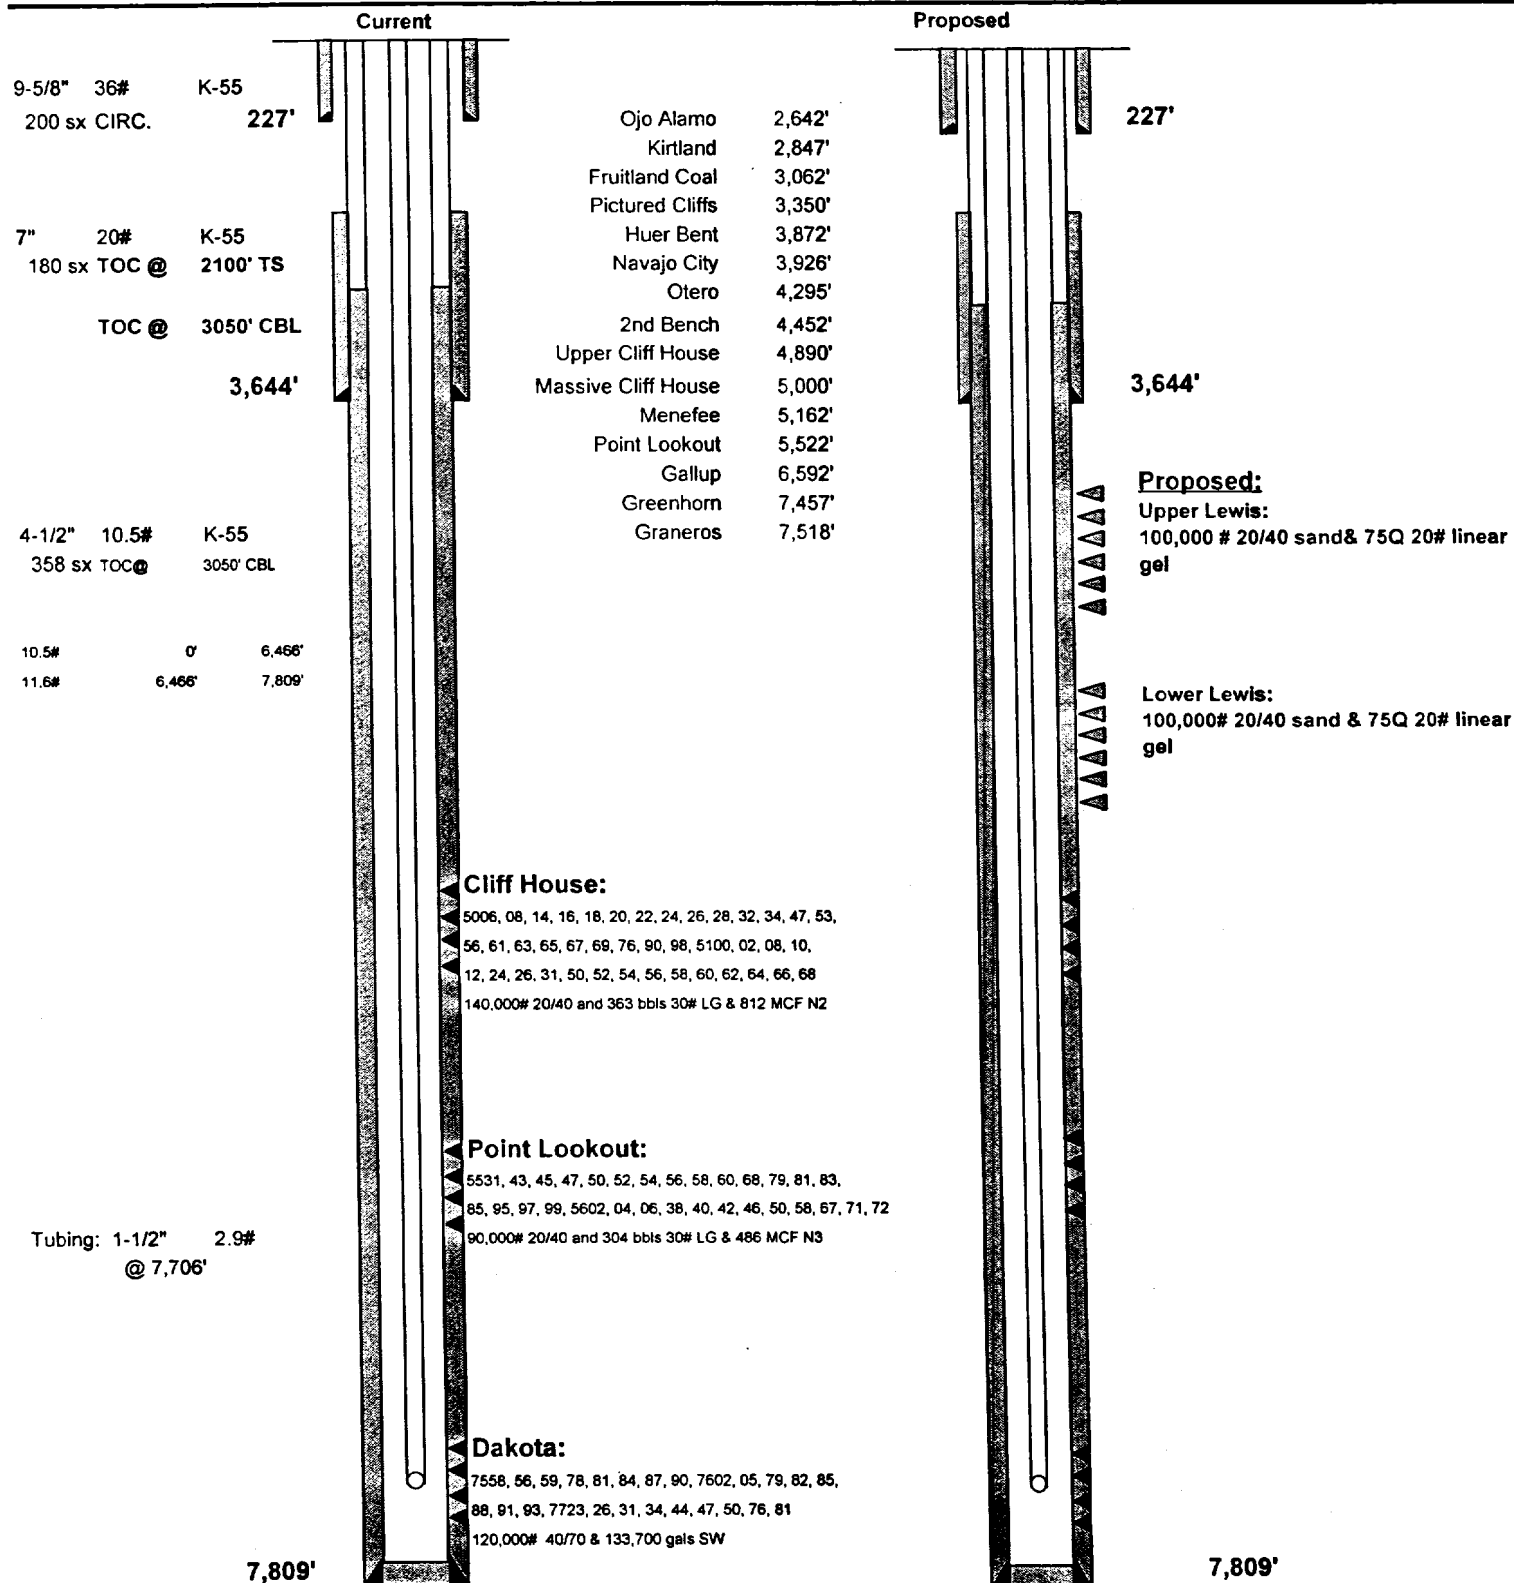 Current
Proposed
9-5/8" 36# K-55
200 sx CIRC. 227'
7" 20# K-55
180 sx TOC @ 2100' TS
TOC @ 3050' CBL
3,644'
4-1/2" 10.5# K-55
358 sx TOC@ 3050' CBL
10.5# 0' 6,466'
11.6# 6,466' 7,809'
Tubing: 1-1/2" 2.9#
@ 7,706'
7,809'
Ojo Alamo 2,642'
Kirtland 2,847'
Fruitland Coal 3,062'
Pictured Cliffs 3,350'
Huer Bent 3,872'
Navajo City 3,926'
Otero 4,295'
2nd Bench 4,452'
Upper Cliff House 4,890'
Massive Cliff House 5,000'
Menefee 5,162'
Point Lookout 5,522'
Gallup 6,592'
Greenhorn 7,457'
Graneros 7,518'
Cliff House:
5006, 08, 14, 16, 18, 20, 22, 24, 26, 28, 32, 34, 47, 53,
56, 61, 63, 65, 67, 69, 76, 90, 98, 5100, 02, 08, 10,
12, 24, 26, 31, 50, 52, 54, 56, 58, 60, 62, 64, 66, 68
140,000# 20/40 and 363 bbls 30# LG & 812 MCF N2
Point Lookout:
5531, 43, 45, 47, 50, 52, 54, 56, 58, 60, 68, 79, 81, 83,
85, 95, 97, 99, 5602, 04, 06, 38, 40, 42, 46, 50, 58, 67, 71, 72
90,000# 20/40 and 304 bbls 30# LG & 486 MCF N3
Dakota:
7558, 56, 59, 78, 81, 84, 87, 90, 7602, 05, 79, 82, 85,
88, 91, 93, 7723, 26, 31, 34, 44, 47, 50, 76, 81
120,000# 40/70 & 133,700 gals SW
227'
3,644'
Proposed:
Upper Lewis:
100,000 # 20/40 sand& 75Q 20# linear
gel
Lower Lewis:
100,000# 20/40 sand & 75Q 20# linear
gel
7,809'